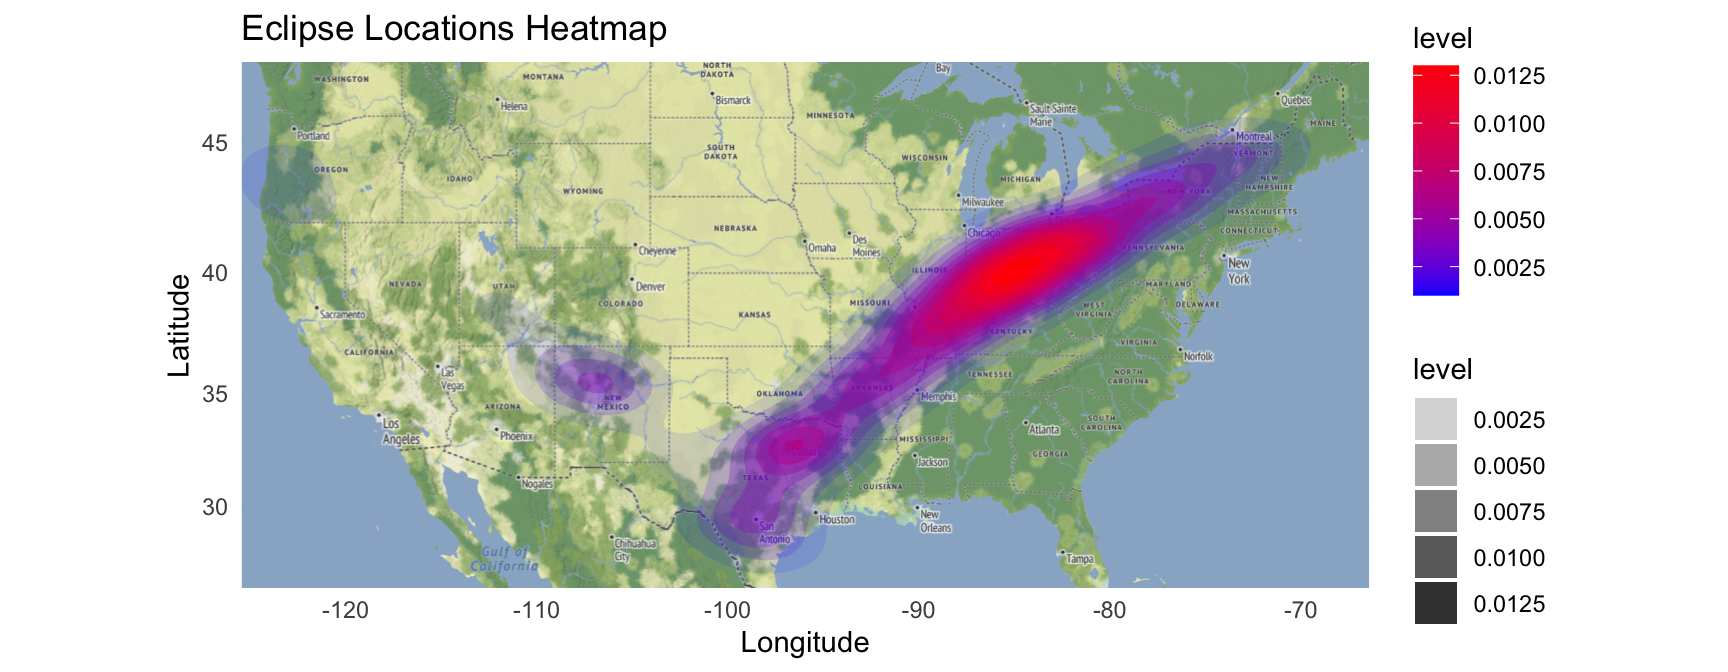 Eclipse Locations Heatmap
level
0.0125
0.0100
0.0075
0.0050
0.0025
level
0.0025
0.0050
0.0075
0.0100
0.0125
Latitude
45
40
35
30
-120
-110
-100
-90
-80
-70
Longitude
WASHINGTON
MONTANA
NORTH
DAKOTA
Bay
Helena
Bismarck
Sault Sainte
Marie
Quebec
MINNESOTA
MAINE
Portland
Montreal
OREGON
IDAHO
SOUTH
DAKOTA
WISCONSIN
VERMONT
WYOMING
MICHIGAN
NEW YORK
NEW
HAMPSHIRE
Milwaukee
MASSACHUSETTS
NEBRASKA
Chicago
CONNECTICUT
Cheyenne
Omaha
Des
Moines
PENNSYLVANIA
New
York
NEVADA
UTAH
Denver
ILLINOIS
MARYLAND
COLORADO
MISSOURI
DELAWARE
Sacramento
KANSAS
WEST
VIRGINIA
KENTUCKY
CALIFORNIA
VIRGINIA
Norfolk
Las
Vegas
TENNESSEE
NORTH
CAROLINA
OKLAHOMA
ARKANSAS
Memphis
ARIZONA
NEW
MEXICO
Los
Angeles
Phoenix
SOUTH
CAROLINA
Atlanta
MISSISSIPPI
Dallas
GEORGIA
Jackson
TEXAS
Nogales
LOUISIANA
Houston
New
Orleans
San
Antonio
Chihuahua
City
Gulf of
California
Tampa